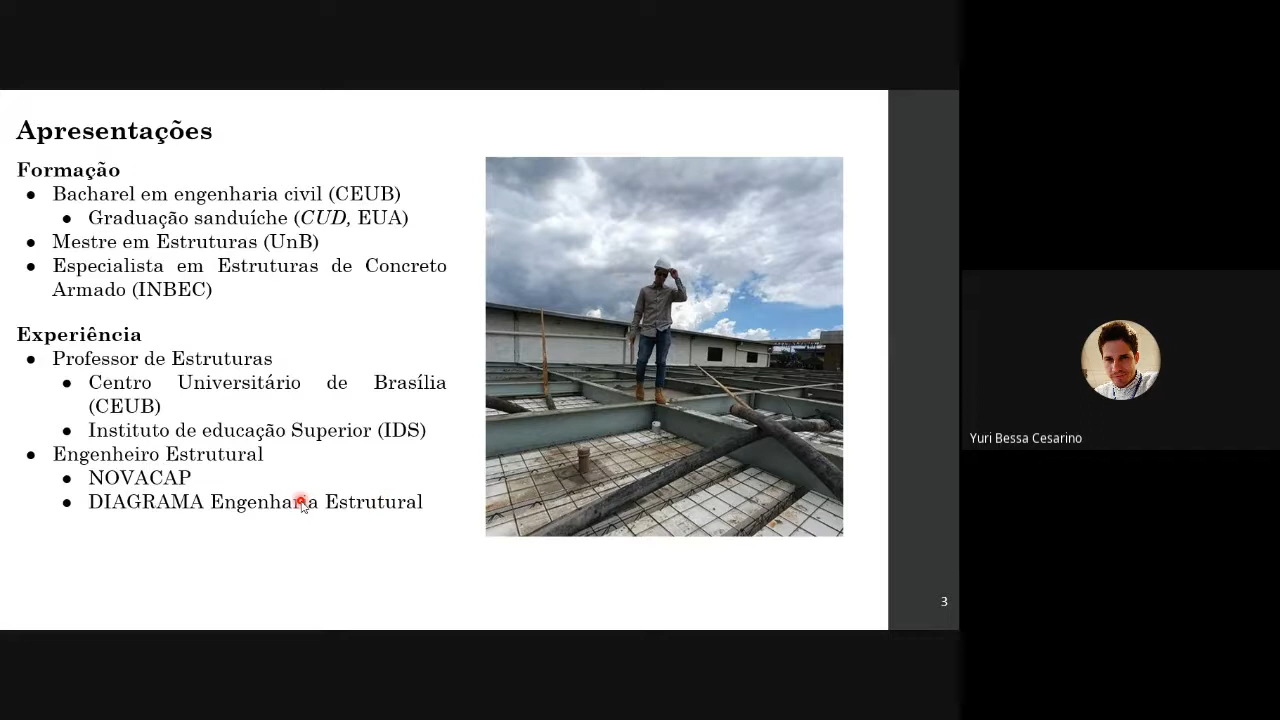 Apresentações
Formação
● Bacharel em engenharia civil (CEUB)
● Graduação sanduíche (CUD, EUA)
● Mestre em Estruturas (UnB)
● Especialista em Estruturas de Concreto
Armado (INBEC)
Experiência
● Professor de Estruturas
● Centro Universitário de Brasília
(CEUB)
● Instituto de educação Superior (IDS)
● Engenheiro Estrutural
● NOVACAP
● DIAGRAMA Engenharia Estrutural
3
Yuri Bessa Cesarino